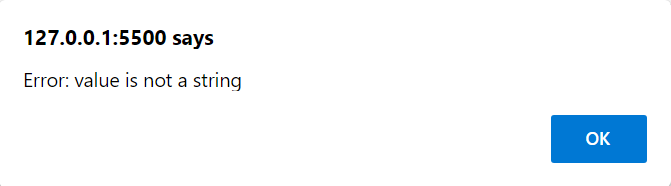 127.0.0.1:5500 says
Error: value is not a string
OK